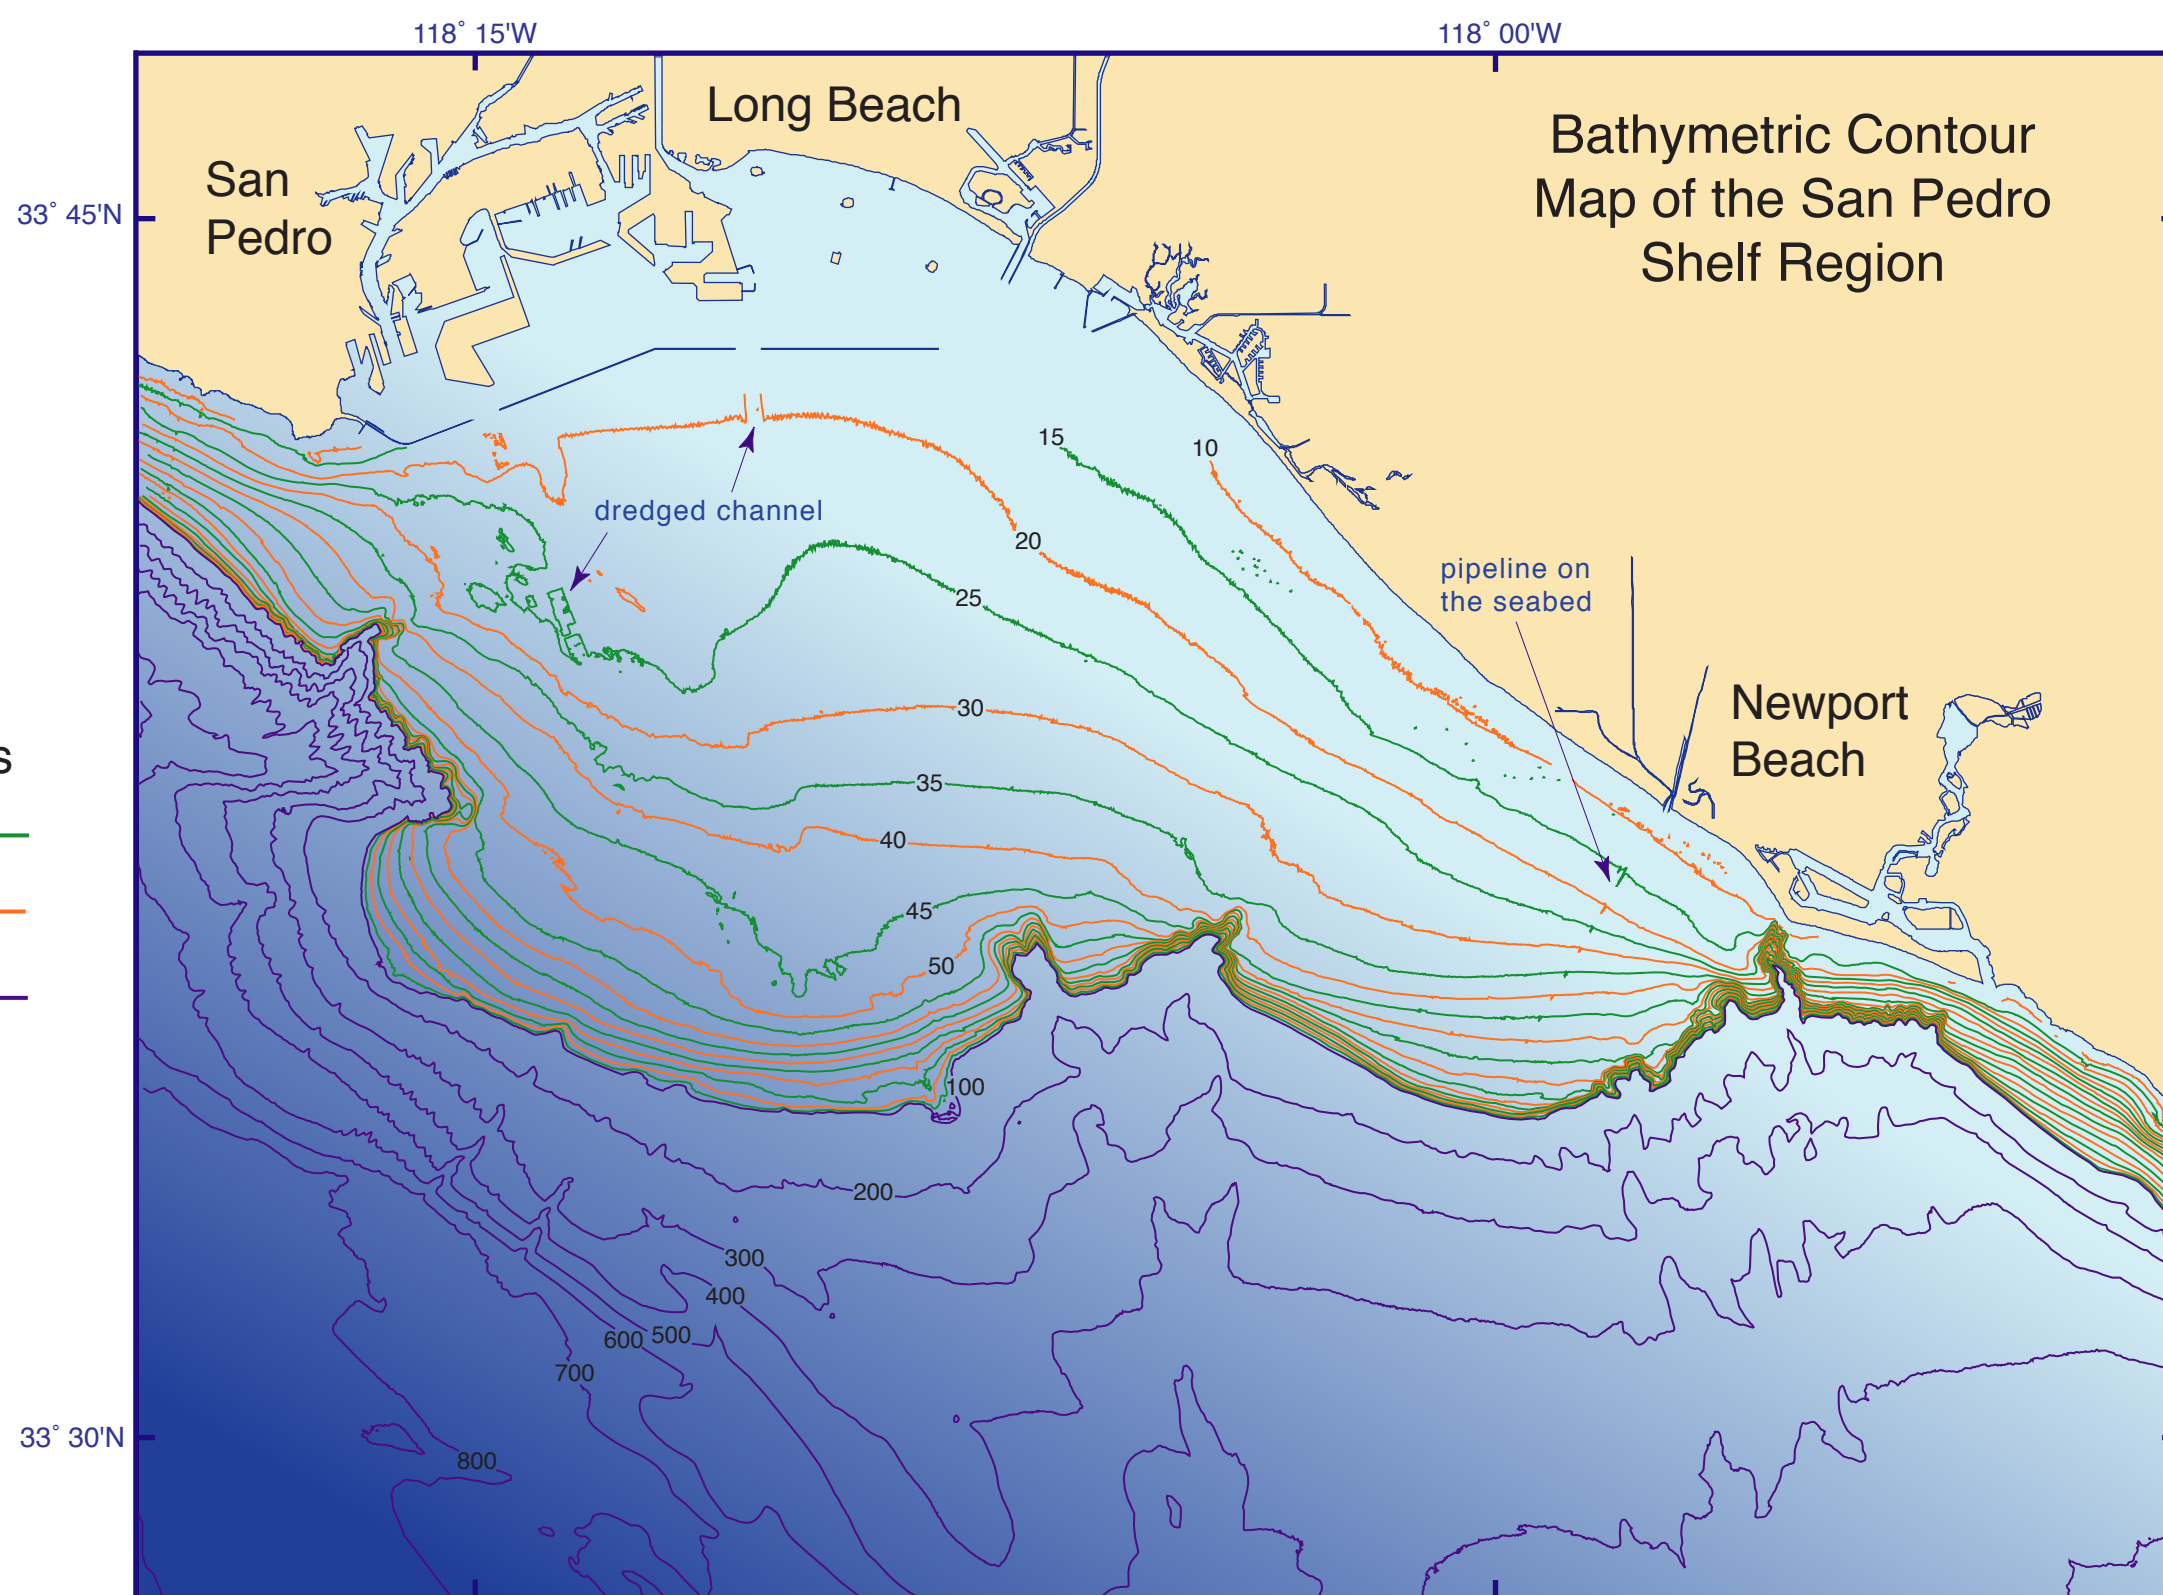 118° 15'W
118° 00'W
Long Beach
Bathymetric Contour
Map of the San Pedro
Shelf Region
San
Pedro
33° 45'N
15
10
dredged channel
20
pipeline on
the seabed
25
30
Newport
Beach
s
35
40
45
50
100
200
300
400
600
500
700
33° 30'N
800